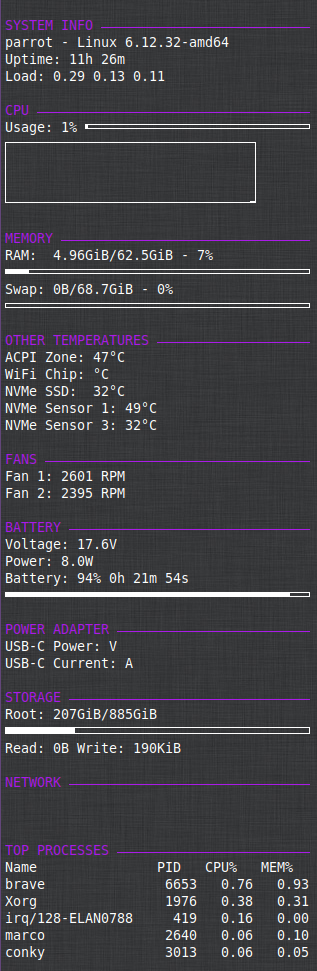 SYSTEM INFO
parrot - Linux 6.12.32-amd64
Uptime: 11h 26m
Load: 0.29 0.13 0.11
CPU
Usage: 1%
MEMORY
RAM:  4.96GiB/62.5GiB - 7%
Swap: 0B/68.7GiB - 0%
OTHER TEMPERATURES
ACPI Zone: 47°C
WiFi Chip: °C
NVMe SSD:  32°C
NVMe Sensor 1: 49°C
NVMe Sensor 3: 32°C
FANS
Fan 1: 2601 RPM
Fan 2: 2395 RPM
BATTERY
Voltage: 17.6V
Power: 8.0W
Battery: 94% 0h 21m 54s
POWER ADAPTER
USB-C Power: V
USB-C Current: A
STORAGE
Root: 207GiB/885GiB
Read: 0B Write: 190KiB
NETWORK
TOP PROCESSES
Name PID CPU% MEM%
brave 6653 0.76 0.93
Xorg 1976 0.38 0.31
irq/128-ELAN0788 419 0.16 0.00
marco 2640 0.06 0.10
conky 3013 0.06 0.05